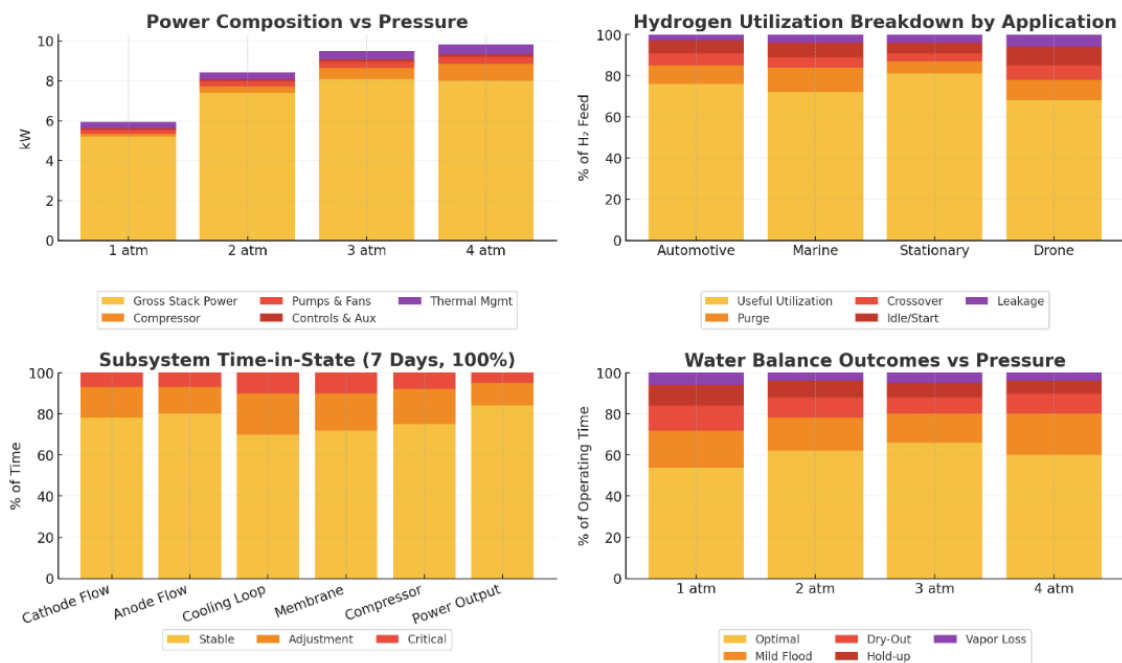 Power Composition vs Pressure
10
8
6
4
2
0
kW
1 atm 2 atm 3 atm 4 atm
Gross Stack Power Pumps & Fans Thermal Mgmt
Compressor Controls & Aux
Hydrogen Utilization Breakdown by Application
100
80
60
40
20
0
% of H₂ Feed
Automotive Marine Stationary Drone
Useful Utilization Crossover Leakage
Purge Idle/Start
Subsystem Time-in-State (7 Days, 100%)
100
80
60
40
20
0
% of Time
Cathode Flow Anode Flow Cooling Loop Membrane Compressor Power Output
Stable Adjustment Critical
Water Balance Outcomes vs Pressure
100
80
60
40
20
0
% of Operating Time
1 atm 2 atm 3 atm 4 atm
Optimal Dry-Out Vapor Loss
Mild Flood Hold-up